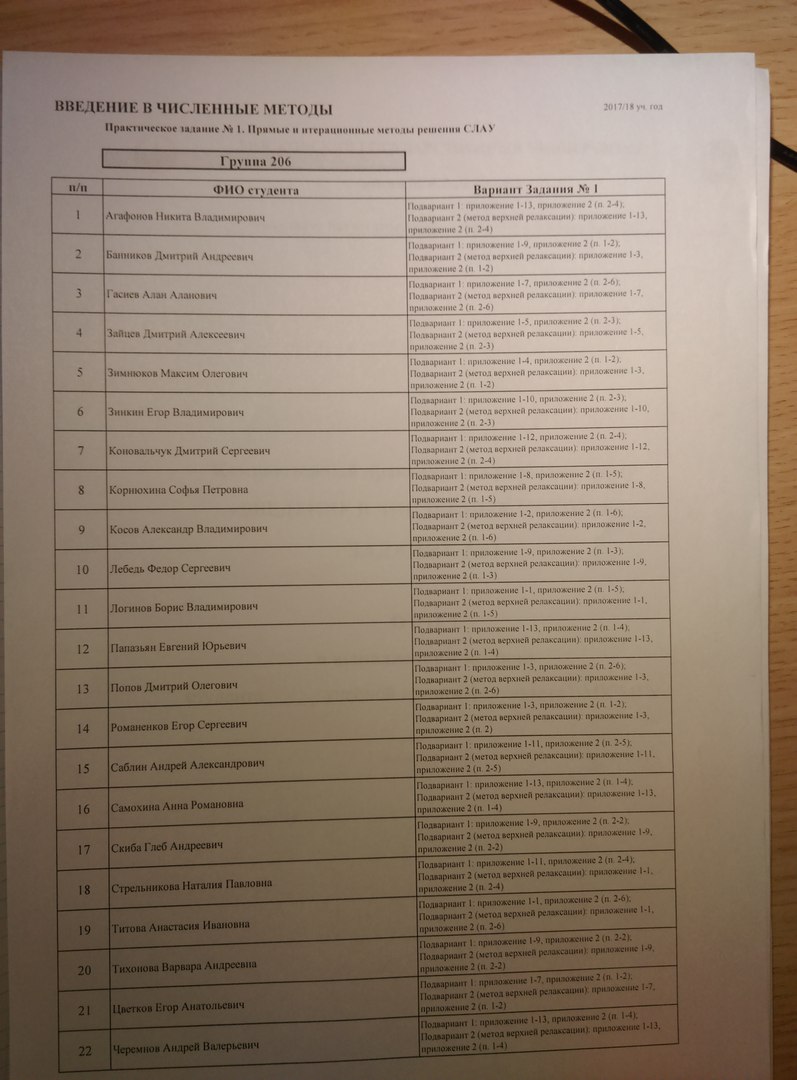 ВВЕДЕНИЕ В ЧИСЛЕННЫЕ МЕТОДЫ
2017/18 уч. год
Практическое задание № 1. Прямые и итерационные методы решения СЛАУ
Группа 206
п/п ФИО студента Вариант Задания № 1
1 Агафонов Никита Владимирович
Подвариант 1: приложение 1-13, приложение 2 (п. 2-4);
Подвариант 2 (метод верхней релаксации): приложение 1-13,
приложение 2 (п. 2-4)
2 Банников Дмитрий Андреевич
Подвариант 1: приложение 1-9, приложение 2 (п. 1-2);
Подвариант 2 (метод верхней релаксации): приложение 1-3,
приложение 2 (п. 1-2)
3 Гасиев Алан Аланович
Подвариант 1: приложение 1-7, приложение 2 (п. 2-6);
Подвариант 2 (метод верхней релаксации): приложение 1-7,
приложение 2 (п. 2-6)
4 Зайцев Дмитрий Алексеевич
Подвариант 1: приложение 1-5, приложение 2 (п. 2-3);
Подвариант 2 (метод верхней релаксации): приложение 1-5,
приложение 2 (п. 2-3)
5 Зимнюков Максим Олегович
Подвариант 1: приложение 1-4, приложение 2 (п. 1-2);
Подвариант 2 (метод верхней релаксации): приложение 1-3,
приложение 2 (п. 1-2)
6 Зинкин Егор Владимирович
Подвариант 1: приложение 1-10, приложение 2 (п. 2-3);
Подвариант 2 (метод верхней релаксации): приложение 1-10,
приложение 2 (п. 2-3)
7 Коновальчук Дмитрий Сергеевич
Подвариант 1: приложение 1-12, приложение 2 (п. 2-4);
Подвариант 2 (метод верхней релаксации): приложение 1-12,
приложение 2 (п. 2-4)
8 Корнюхина Софья Петровна
Подвариант 1: приложение 1-8, приложение 2 (п. 1-5);
Подвариант 2 (метод верхней релаксации): приложение 1-8,
приложение 2 (п. 1-5)
9 Косов Александр Владимирович
Подвариант 1: приложение 1-2, приложение 2 (п. 1-6);
Подвариант 2 (метод верхней релаксации): приложение 1-2,
приложение 2 (п. 1-6)
10 Лебедь Федор Сергеевич
Подвариант 1: приложение 1-9, приложение 2 (п. 1-3);
Подвариант 2 (метод верхней релаксации): приложение 1-9,
приложение 2 (п. 1-3)
11 Логинов Борис Владимирович
Подвариант 1: приложение 1-1, приложение 2 (п. 1-5);
Подвариант 2 (метод верхней релаксации): приложение 1-1,
приложение 2 (п. 1-5)
12 Папазьян Евгений Юрьевич
Подвариант 1: приложение 1-13, приложение 2 (п. 1-4);
Подвариант 2 (метод верхней релаксации): приложение 1-13,
приложение 2 (п. 1-4)
13 Попов Дмитрий Олегович
Подвариант 1: приложение 1-3, приложение 2 (п. 2-6);
Подвариант 2 (метод верхней релаксации): приложение 1-3,
приложение 2 (п. 2-6)
14 Романенков Егор Сергеевич
Подвариант 1: приложение 1-3, приложение 2 (п. 1-2);
Подвариант 2 (метод верхней релаксации): приложение 1-3,
приложение 2 (п. 2)
15 Саблин Андрей Александрович
Подвариант 1: приложение 1-11, приложение 2 (п. 2-5);
Подвариант 2 (метод верхней релаксации): приложение 1-11,
приложение 2 (п. 2-5)
16 Самохина Анна Романовна
Подвариант 1: приложение 1-13, приложение 2 (п. 1-4);
Подвариант 2 (метод верхней релаксации): приложение 1-13,
приложение 2 (п. 1-4)
17 Скиба Глеб Андреевич
Подвариант 1: приложение 1-9, приложение 2 (п. 2-2);
Подвариант 2 (метод верхней релаксации): приложение 1-9,
приложение 2 (п. 2-2)
18 Стрельникова Наталия Павловна
Подвариант 1: приложение 1-11, приложение 2 (п. 2-4);
Подвариант 2 (метод верхней релаксации): приложение 1-1,
приложение 2 (п. 2-4)
19 Титова Анастасия Ивановна
Подвариант 1: приложение 1-1, приложение 2 (п. 2-6);
Подвариант 2 (метод верхней релаксации): приложение 1-1,
приложение 2 (п. 2-6)
20 Тихонова Варвара Андреевна
Подвариант 1: приложение 1-9, приложение 2 (п. 2-2);
Подвариант 2 (метод верхней релаксации): приложение 1-9,
приложение 2 (п. 2-2)
21 Цветков Егор Анатольевич
Подвариант 1: приложение 1-7, приложение 2 (п. 1-2);
Подвариант 2 (метод верхней релаксации): приложение 1-7,
приложение 2 (п. 1-2)
22 Черемнов Андрей Валерьевич
Подвариант 1: приложение 1-13, приложение 2 (п. 1-4);
Подвариант 2 (метод верхней релаксации): приложение 1-13,
приложение 2 (п. 1-4)